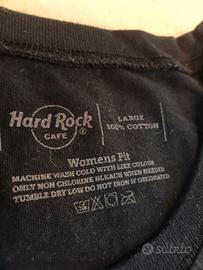 Hard Rock
CAFE ®
LARGE
100% COTTON
Womens Fit
MACHINE WASH COLD WITH LIKE COLOUR
ONLY NON CHLORINE BLEACH WHEN NEEDED
TUMBLE DRY LOW DO NOT IRON IF DECORATED
subito